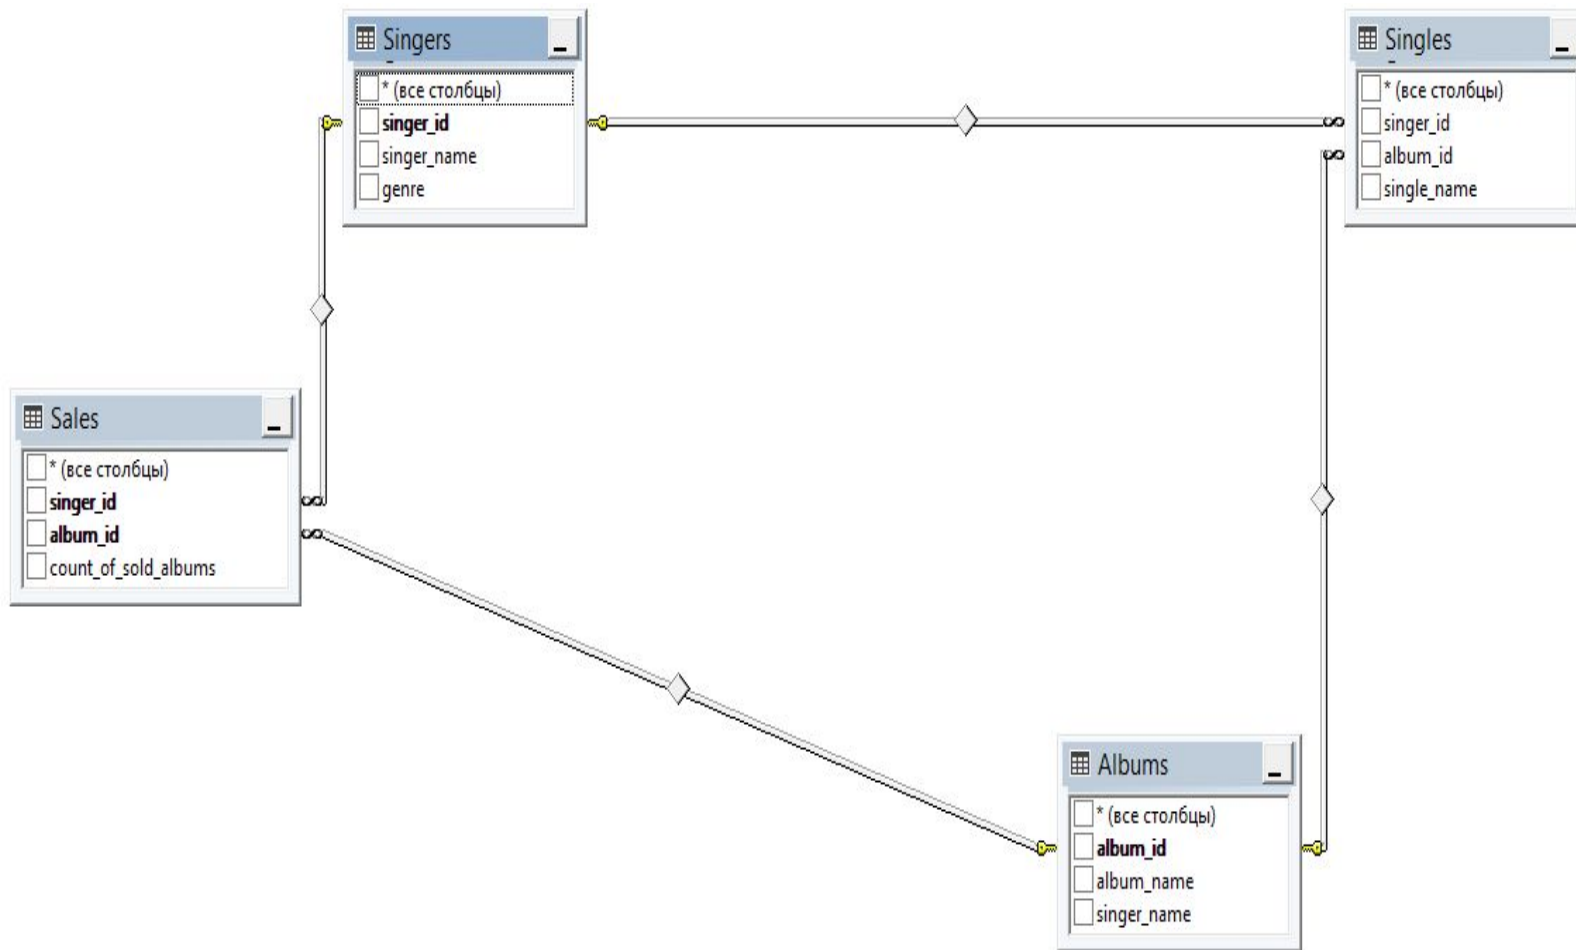 Singers
* (все столбцы)
singer_id
singer_name
genre
Singles
* (все столбцы)
singer_id
album_id
single_name
Sales
* (все столбцы)
singer_id
album_id
count_of_sold_albums
Albums
* (все столбцы)
album_id
album_name
singer_name